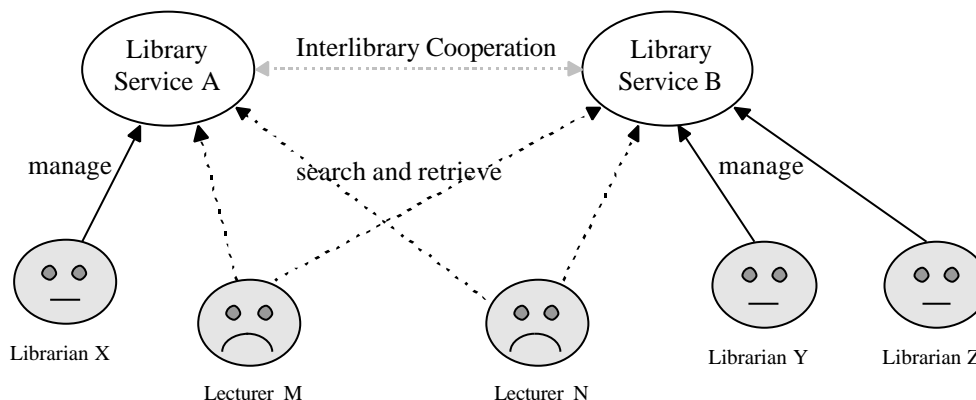 Library
Service A
Interlibrary Cooperation
Library
Service B
manage
search and retrieve
manage
Librarian X
Lecturer M
Lecturer N
Librarian Y
Librarian Z